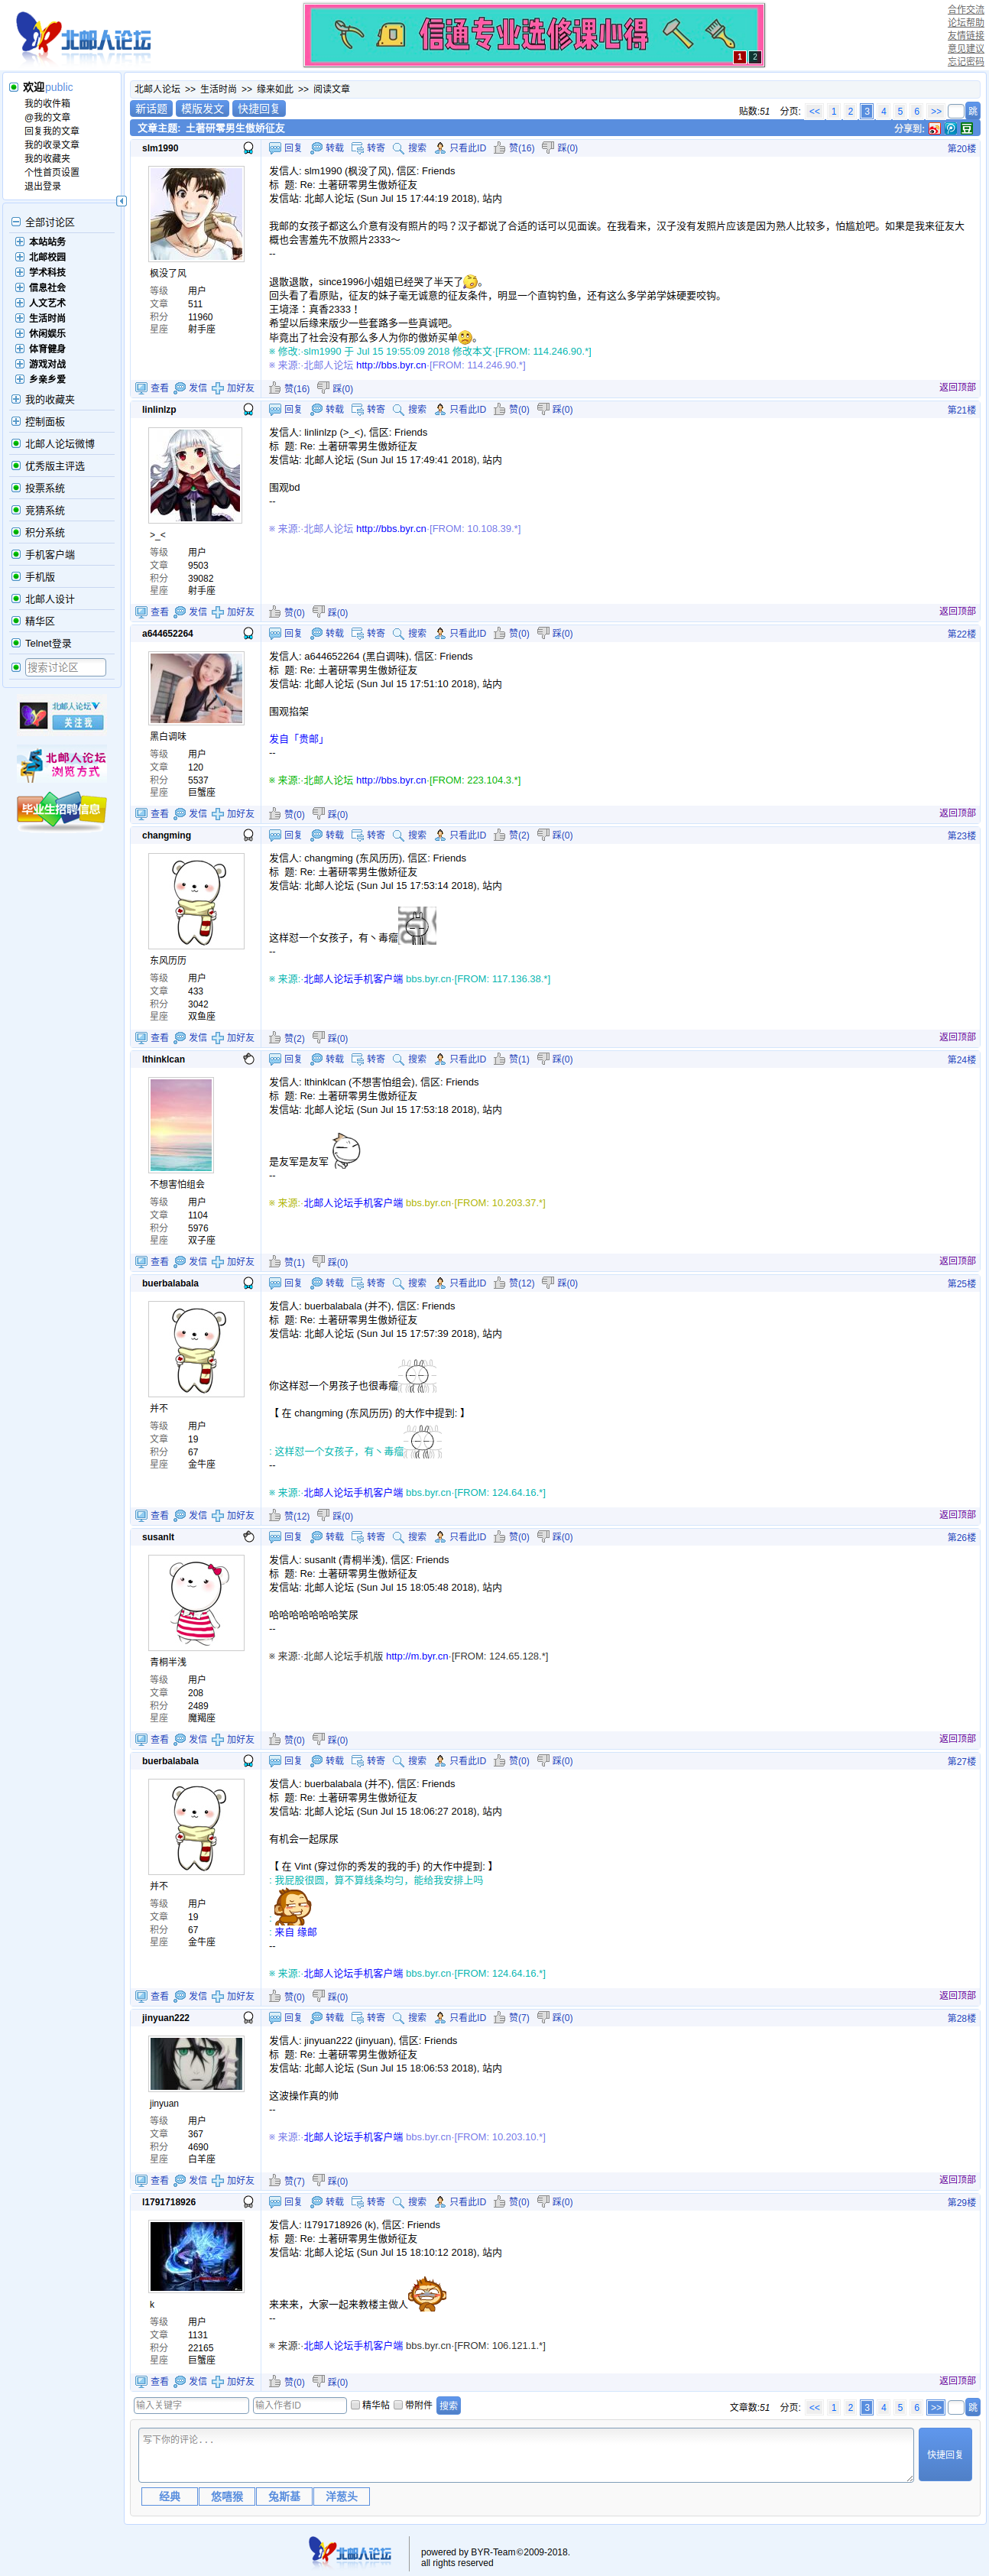 北邮人论坛
信通专业选修课心得
1 2
合作交流
论坛帮助
友情链接
意见建议
忘记密码
欢迎public
我的收件箱
@我的文章
回复我的文章
我的收录文章
我的收藏夹
个性首页设置
退出登录
全部讨论区
本站站务
北邮校园
学术科技
信息社会
人文艺术
生活时尚
休闲娱乐
体育健身
游戏对战
乡亲乡爱
我的收藏夹
控制面板
北邮人论坛微博
优秀版主评选
投票系统
竞猜系统
积分系统
手机客户端
手机版
北邮人设计
精华区
Telnet登录
搜索讨论区
北邮人论坛
关注我
北邮人论坛
浏览方式
毕业生招聘信息
北邮人论坛 >> 生活时尚 >> 缘来如此 >> 阅读文章
新话题 模版发文 快捷回复
贴数:51 分页: << 1 2 3 4 5 6 >> 跳
文章主题: 土著研零男生傲娇征友
分享到: 豆
slm1990 回复 转载 转寄 搜索 只看此ID 赞(16) 踩(0) 第20楼
枫没了风
等级 用户
文章 511
积分 11960
星座 射手座
发信人: slm1990 (枫没了风), 信区: Friends
标 题: Re: 土著研零男生傲娇征友
发信站: 北邮人论坛 (Sun Jul 15 17:44:19 2018), 站内
我邮的女孩子都这么介意有没有照片的吗？汉子都说了合适的话可以见面诶。在我看来，汉子没有发照片应该是因为熟人比较多，怕尴尬吧。如果是我来征友大
概也会害羞先不放照片2333～
--
退散退散，since1996小姐姐已经哭了半天了。
回头看了看原贴，征友的妹子毫无诚意的征友条件，明显一个直钩钓鱼，还有这么多学弟学妹硬要咬钩。
王境泽：真香2333！
希望以后缘来版少一些套路多一些真诚吧。
毕竟出了社会没有那么多人为你的傲娇买单。
※ 修改:·slm1990 于 Jul 15 19:55:09 2018 修改本文·[FROM: 114.246.90.*]
※ 来源:·北邮人论坛 http://bbs.byr.cn·[FROM: 114.246.90.*]
查看 发信 加好友 赞(16) 踩(0) 返回顶部
linlinlzp 回复 转载 转寄 搜索 只看此ID 赞(0) 踩(0) 第21楼
>_<
等级 用户
文章 9503
积分 39082
星座 射手座
发信人: linlinlzp (>_<), 信区: Friends
标 题: Re: 土著研零男生傲娇征友
发信站: 北邮人论坛 (Sun Jul 15 17:49:41 2018), 站内
围观bd
--
※ 来源:·北邮人论坛 http://bbs.byr.cn·[FROM: 10.108.39.*]
查看 发信 加好友 赞(0) 踩(0) 返回顶部
a644652264 回复 转载 转寄 搜索 只看此ID 赞(0) 踩(0) 第22楼
黑白调味
等级 用户
文章 120
积分 5537
星座 巨蟹座
发信人: a644652264 (黑白调味), 信区: Friends
标 题: Re: 土著研零男生傲娇征友
发信站: 北邮人论坛 (Sun Jul 15 17:51:10 2018), 站内
围观掐架
发自「贵邮」
--
※ 来源:·北邮人论坛 http://bbs.byr.cn·[FROM: 223.104.3.*]
查看 发信 加好友 赞(0) 踩(0) 返回顶部
changming 回复 转载 转寄 搜索 只看此ID 赞(2) 踩(0) 第23楼
东风历历
等级 用户
文章 433
积分 3042
星座 双鱼座
发信人: changming (东风历历), 信区: Friends
标 题: Re: 土著研零男生傲娇征友
发信站: 北邮人论坛 (Sun Jul 15 17:53:14 2018), 站内
这样怼一个女孩子，有丶毒瘤
--
※ 来源:·北邮人论坛手机客户端 bbs.byr.cn·[FROM: 117.136.38.*]
查看 发信 加好友 赞(2) 踩(0) 返回顶部
lthinklcan 回复 转载 转寄 搜索 只看此ID 赞(1) 踩(0) 第24楼
不想害怕组会
等级 用户
文章 1104
积分 5976
星座 双子座
发信人: lthinklcan (不想害怕组会), 信区: Friends
标 题: Re: 土著研零男生傲娇征友
发信站: 北邮人论坛 (Sun Jul 15 17:53:18 2018), 站内
是友军是友军
--
※ 来源:·北邮人论坛手机客户端 bbs.byr.cn·[FROM: 10.203.37.*]
查看 发信 加好友 赞(1) 踩(0) 返回顶部
buerbalabala 回复 转载 转寄 搜索 只看此ID 赞(12) 踩(0) 第25楼
并不
等级 用户
文章 19
积分 67
星座 金牛座
发信人: buerbalabala (并不), 信区: Friends
标 题: Re: 土著研零男生傲娇征友
发信站: 北邮人论坛 (Sun Jul 15 17:57:39 2018), 站内
你这样怼一个男孩子也很毒瘤
【 在 changming (东风历历) 的大作中提到: 】
: 这样怼一个女孩子，有丶毒瘤
--
※ 来源:·北邮人论坛手机客户端 bbs.byr.cn·[FROM: 124.64.16.*]
查看 发信 加好友 赞(12) 踩(0) 返回顶部
susanlt 回复 转载 转寄 搜索 只看此ID 赞(0) 踩(0) 第26楼
青桐半浅
等级 用户
文章 208
积分 2489
星座 魔羯座
发信人: susanlt (青桐半浅), 信区: Friends
标 题: Re: 土著研零男生傲娇征友
发信站: 北邮人论坛 (Sun Jul 15 18:05:48 2018), 站内
哈哈哈哈哈哈哈笑尿
--
※ 来源:·北邮人论坛手机版 http://m.byr.cn·[FROM: 124.65.128.*]
查看 发信 加好友 赞(0) 踩(0) 返回顶部
buerbalabala 回复 转载 转寄 搜索 只看此ID 赞(0) 踩(0) 第27楼
并不
等级 用户
文章 19
积分 67
星座 金牛座
发信人: buerbalabala (并不), 信区: Friends
标 题: Re: 土著研零男生傲娇征友
发信站: 北邮人论坛 (Sun Jul 15 18:06:27 2018), 站内
有机会一起尿尿
【 在 Vint (穿过你的秀发的我的手) 的大作中提到: 】
: 我屁股很圆，算不算线条均匀，能给我安排上吗
:
: 来自 缘邮
--
※ 来源:·北邮人论坛手机客户端 bbs.byr.cn·[FROM: 124.64.16.*]
查看 发信 加好友 赞(0) 踩(0) 返回顶部
jinyuan222 回复 转载 转寄 搜索 只看此ID 赞(7) 踩(0) 第28楼
jinyuan
等级 用户
文章 367
积分 4690
星座 白羊座
发信人: jinyuan222 (jinyuan), 信区: Friends
标 题: Re: 土著研零男生傲娇征友
发信站: 北邮人论坛 (Sun Jul 15 18:06:53 2018), 站内
这波操作真的帅
--
※ 来源:·北邮人论坛手机客户端 bbs.byr.cn·[FROM: 10.203.10.*]
查看 发信 加好友 赞(7) 踩(0) 返回顶部
l1791718926 回复 转载 转寄 搜索 只看此ID 赞(0) 踩(0) 第29楼
k
等级 用户
文章 1131
积分 22165
星座 巨蟹座
发信人: l1791718926 (k), 信区: Friends
标 题: Re: 土著研零男生傲娇征友
发信站: 北邮人论坛 (Sun Jul 15 18:10:12 2018), 站内
来来来，大家一起来教楼主做人
--
※ 来源:·北邮人论坛手机客户端 bbs.byr.cn·[FROM: 106.121.1.*]
查看 发信 加好友 赞(0) 踩(0) 返回顶部
输入关键字 输入作者ID 精华帖 带附件 搜索
文章数:51 分页: << 1 2 3 4 5 6 >> 跳
写下你的评论...
快捷回复
经典 悠嘻猴 兔斯基 洋葱头
北邮人论坛
powered by BYR-Team©2009-2018.
all rights reserved